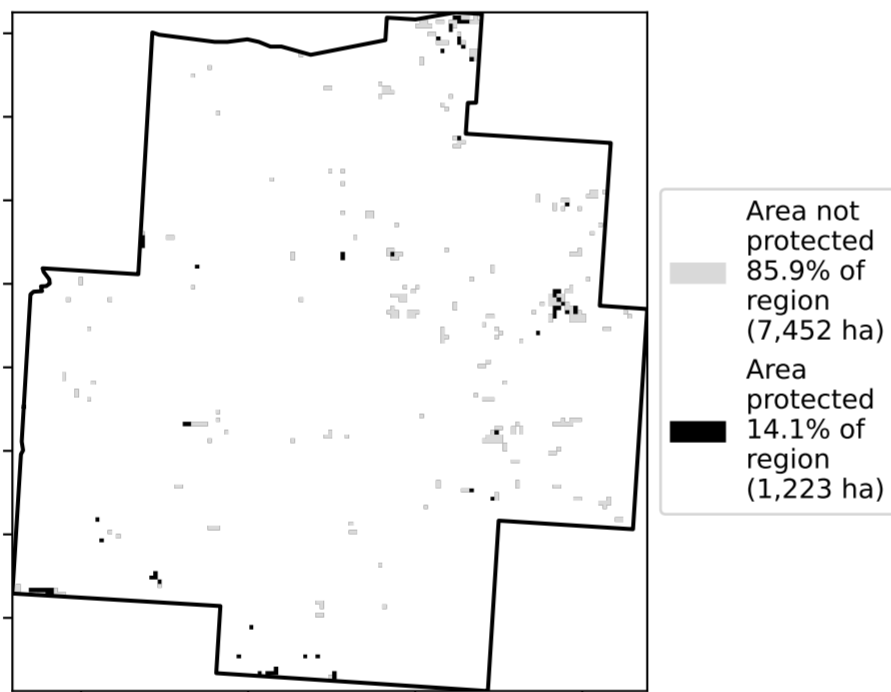 Area not
protected
85.9% of
region
(7,452 ha)
Area
protected
14.1% of
region
(1,223 ha)